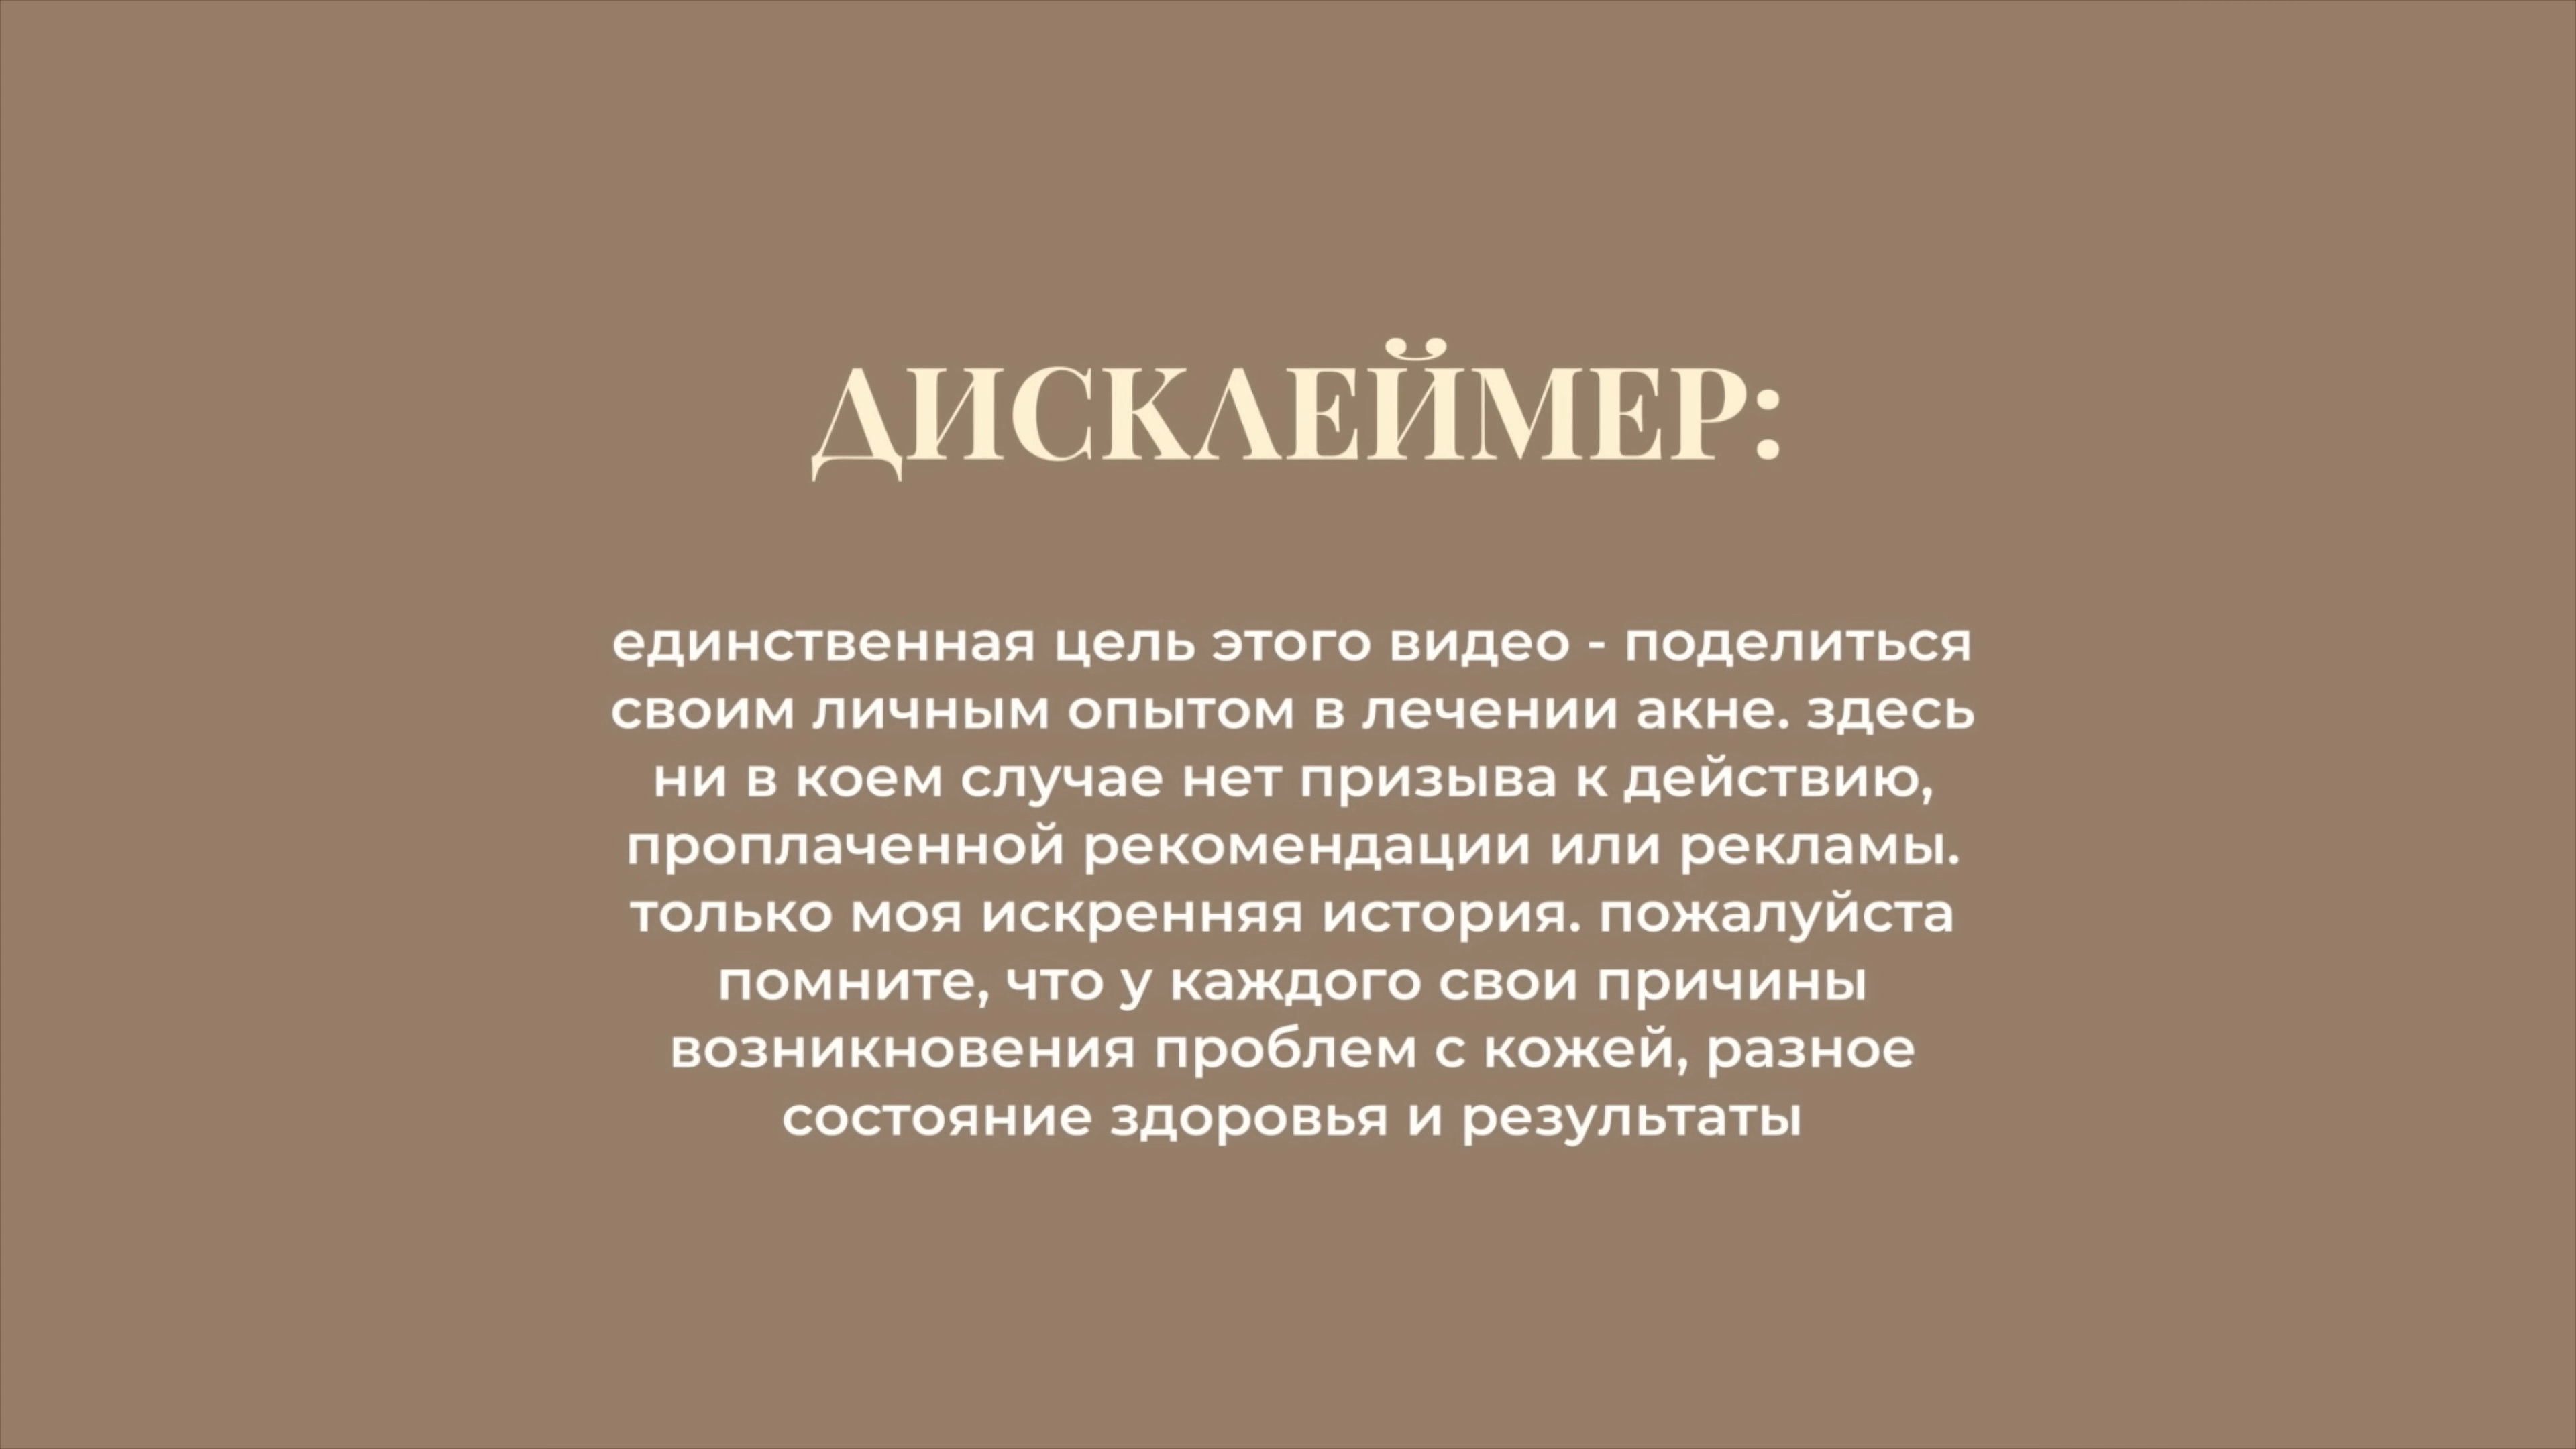 ДИСКЛЕЙМЕР:
единственная цель этого видео - поделиться
своим личным опытом в лечении акне. здесь
ни в коем случае нет призыва к действию,
проплаченной рекомендации или рекламы.
только моя искренняя история. пожалуйста
помните, что у каждого свои причины
возникновения проблем с кожей, разное
состояние здоровья и результаты